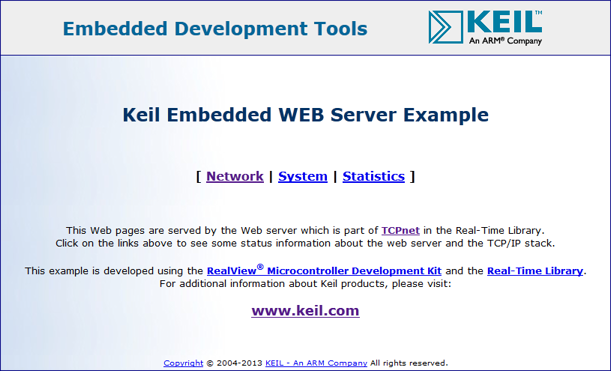 Embedded Development Tools
KEIL™
An ARM® Company
Keil Embedded WEB Server Example
[ Network | System | Statistics ]
This Web pages are served by the Web server which is part of TCPnet in the Real-Time Library.
Click on the links above to see some status information about the web server and the TCP/IP stack.
This example is developed using the RealView® Microcontroller Development Kit and the Real-Time Library.
For additional information about Keil products, please visit:
www.keil.com
Copyright © 2004-2013 KEIL - An ARM Company All rights reserved.